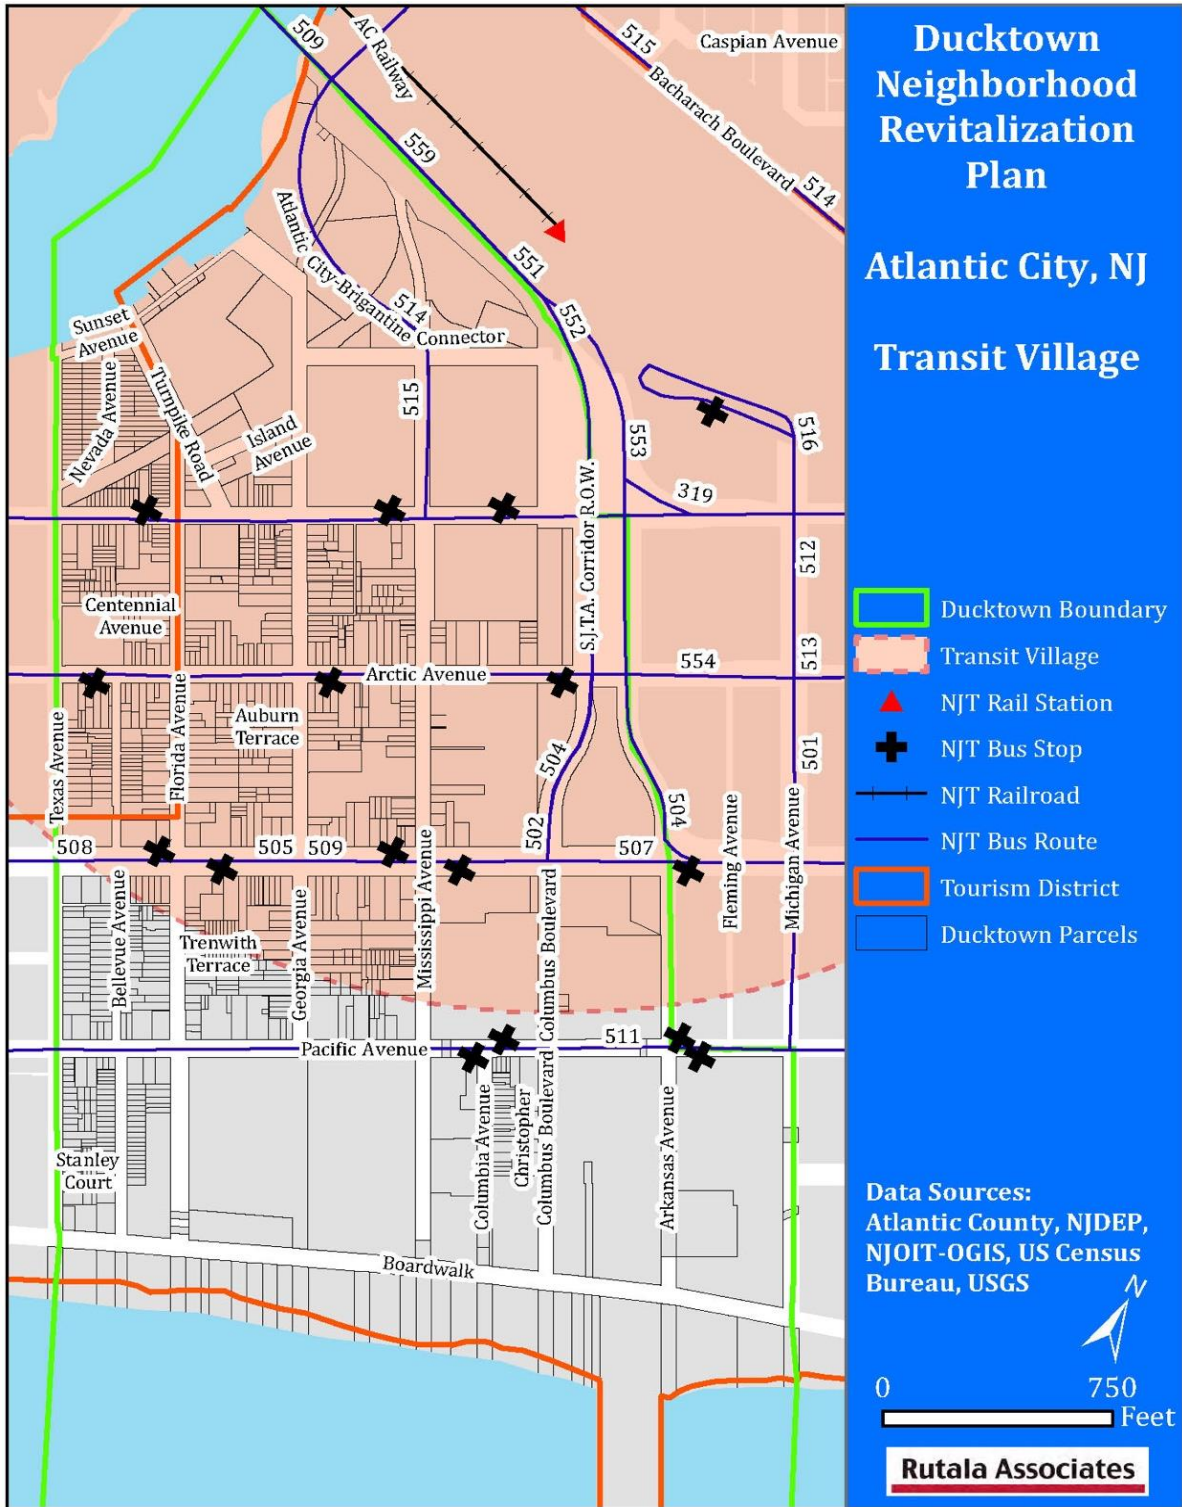 509
AC Railway
515
Caspian Avenue
Bacharach Boulevard
514
559
551
552
Atlantic City-Brigantine Connector
514
Sunset
Avenue
Nevada Avenue
Turnpike Road
Island
Avenue
515
553
516
319
S.J.T.A. Corridor R.O.W.
512
Centennial
Avenue
513
Arctic Avenue
554
Texas Avenue
Florida Avenue
Auburn
Terrace
504
501
508
505
509
502
507
504
Bellevue Avenue
Trenwith
Terrace
Georgia Avenue
Mississippi Avenue
Columbus Boulevard
Fleming Avenue
Michigan Avenue
Pacific Avenue
511
Stanley
Court
Columbia Avenue
Christopher
Columbus Boulevard
Arkansas Avenue
Boardwalk
Ducktown
Neighborhood
Revitalization
Plan
Atlantic City, NJ
Transit Village
Ducktown Boundary
Transit Village
NJT Rail Station
NJT Bus Stop
NJT Railroad
NJT Bus Route
Tourism District
Ducktown Parcels
Data Sources:
Atlantic County, NJDEP,
NJOIT-OGIS, US Census
Bureau, USGS
N
0 750
Feet
Rutala Associates